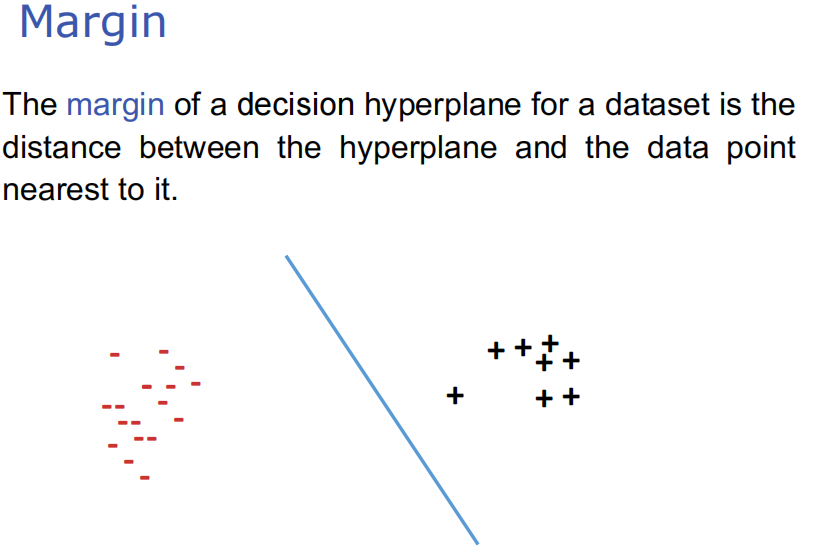 Margin
The margin of a decision hyperplane for a dataset is the
distance between the hyperplane and the data point
nearest to it.